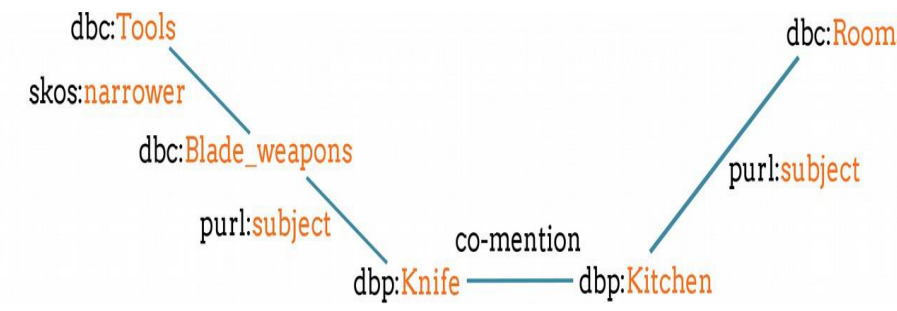 dbc:Tools
dbc:Room
skos:narrower
dbc:Blade_weapons
purl:subject
purl:subject
co-mention
dbp:Knife
dbp:Kitchen